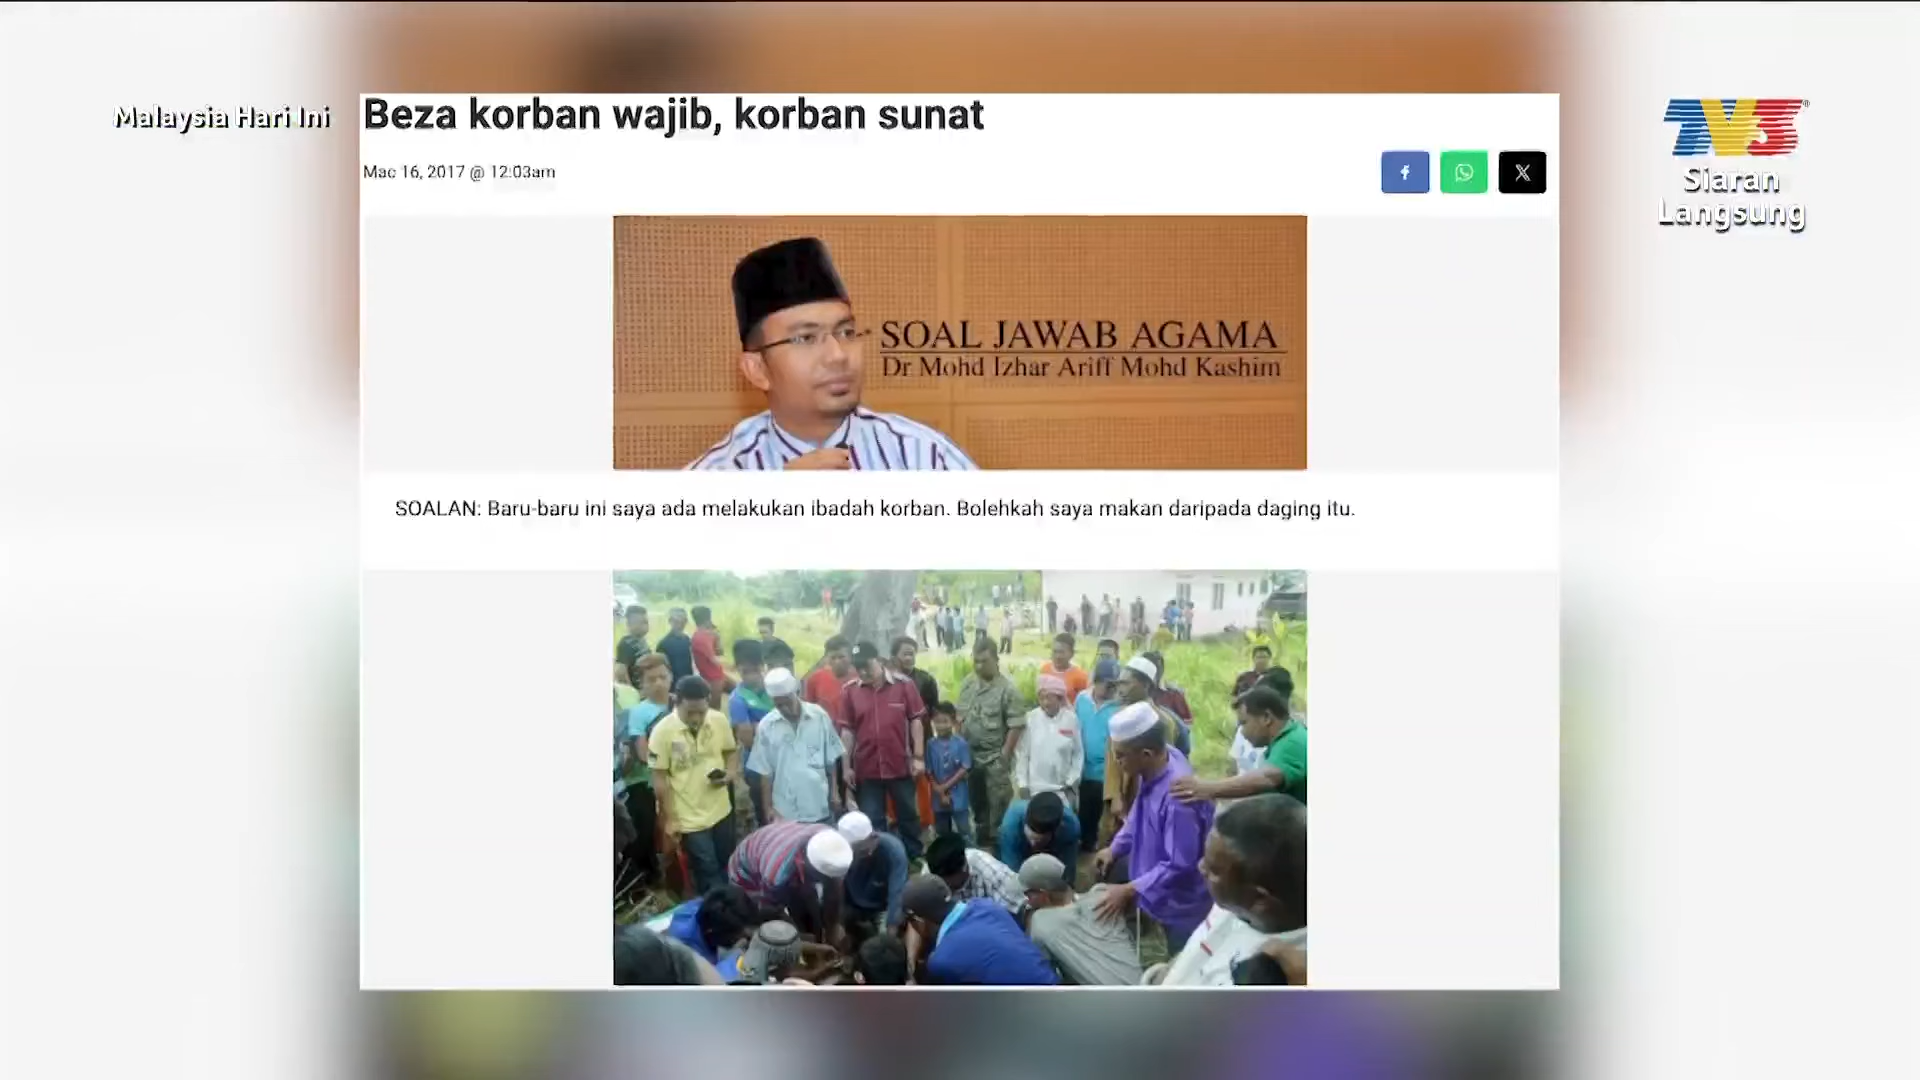 Malaysia Hari Ini
Beza korban wajib, korban sunat
Mac 16, 2017 @ 12:03am
TV3
Siaran
Langsung
SOAL JAWAB AGAMA
Dr Mohd Izhar Ariff Mohd Kashim
SOALAN: Baru-baru ini saya ada melakukan ibadah korban. Bolehkah saya makan daripada daging itu.